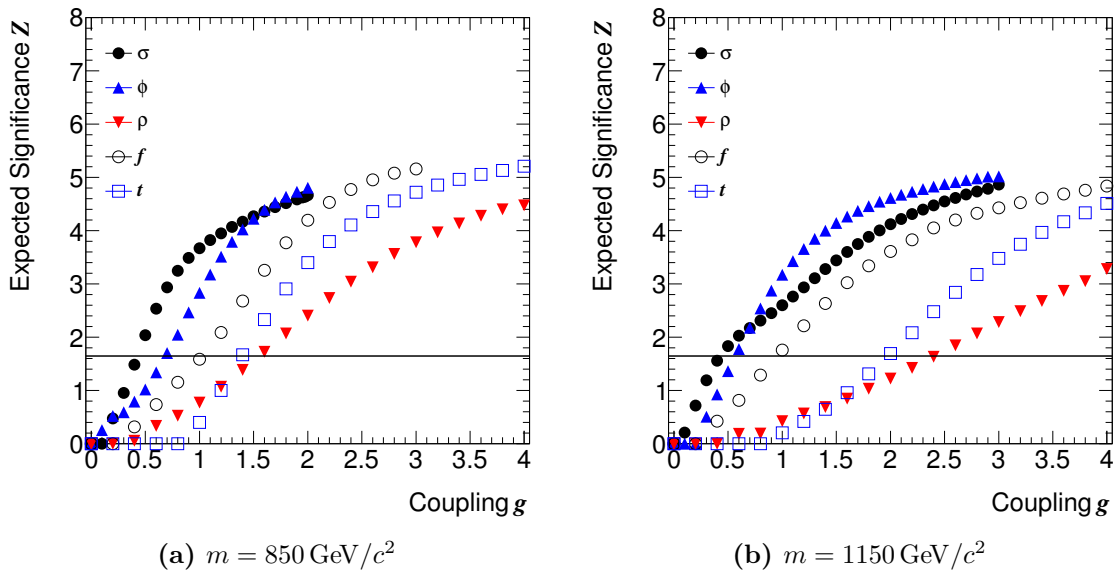 Expected Significance Z
8
7
6
5
4
3
2
1
0
σ
ϕ
ρ
f
t
0 0.5 1 1.5 2 2.5 3 3.5 4
Coupling g
(a) m = 850 GeV/c²
Expected Significance Z
8
7
6
5
4
3
2
1
0
σ
ϕ
ρ
f
t
0 0.5 1 1.5 2 2.5 3 3.5 4
Coupling g
(b) m = 1150 GeV/c²